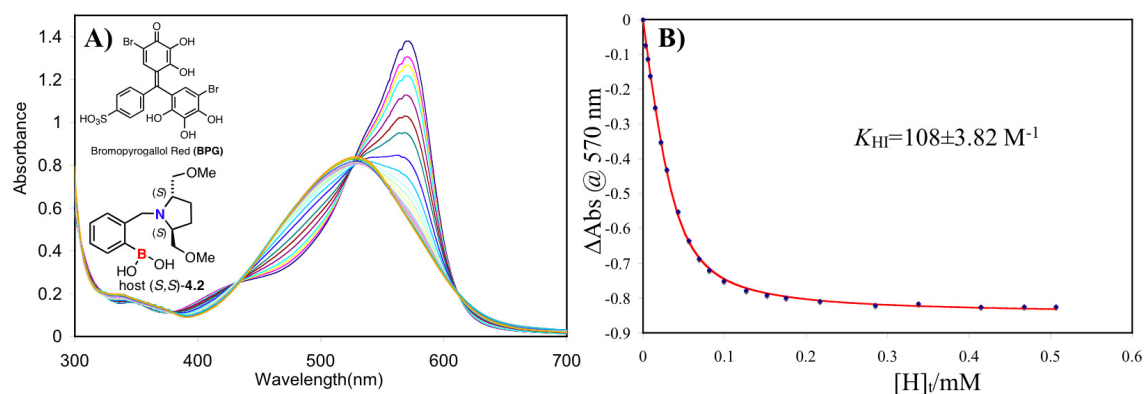 A)
Absorbance
1.4
1.2
1
0.8
0.6
0.4
0.2
0
300
400
500
600
700
Wavelength(nm)
O
Br
OH
OH
Br
HO3S
HO
OH
OH
Bromopyrogallol Red (BPG)
OMe
(S)
N
(S)
B
OMe
HO
OH
host (S,S)-4.2
B)
ΔAbs @ 570 nm
0
-0.1
-0.2
-0.3
-0.4
-0.5
-0.6
-0.7
-0.8
-0.9
0
0.1
0.2
0.3
0.4
0.5
0.6
[H]t/mM
KHI=108±3.82 M-1